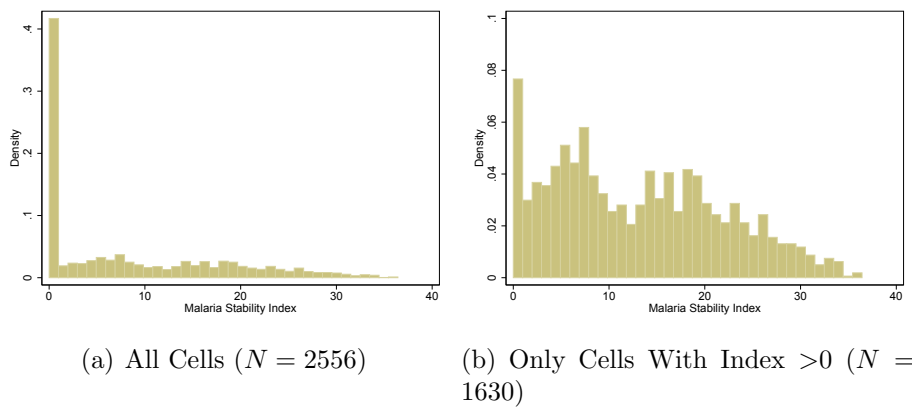 .4
.3
.2
.1
0
Density
0 10 20 30 40
Malaria Stability Index
(a) All Cells (N = 2556)
.1
.08
.06
.04
.02
0
Density
0 10 20 30 40
Malaria Stability Index
(b) Only Cells With Index >0 (N =
1630)